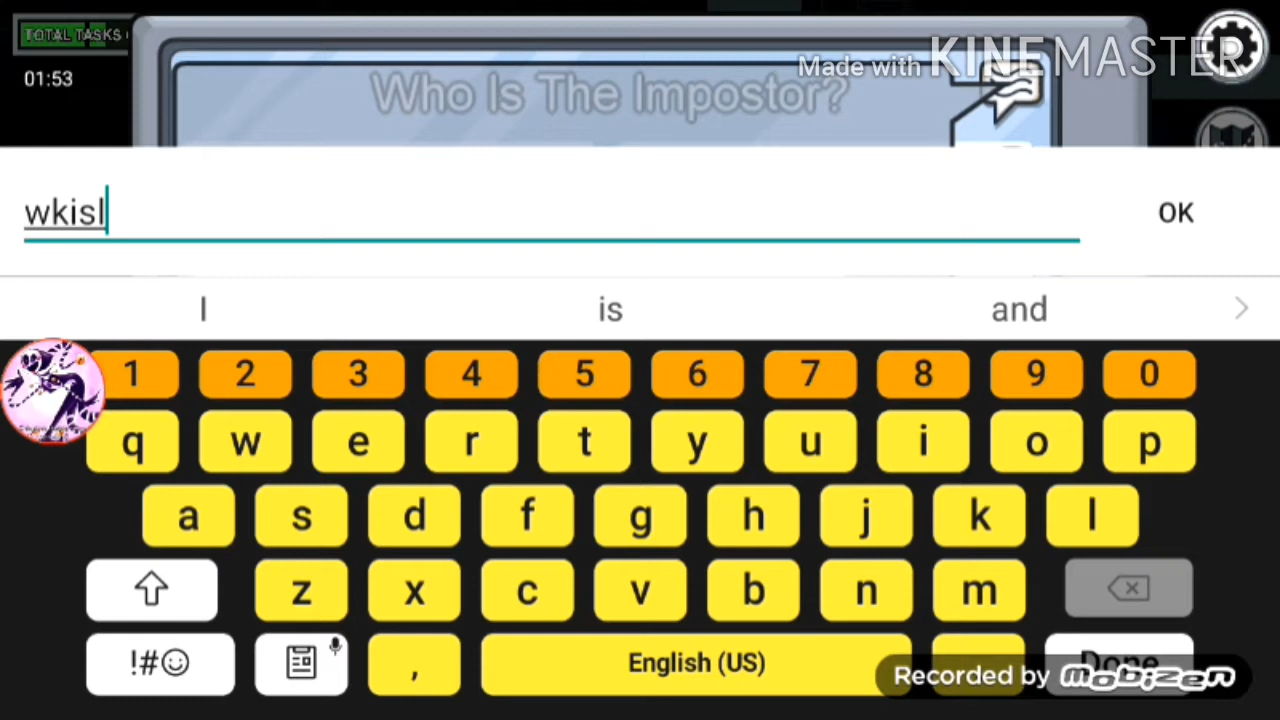 TOTAL TASKS
01:53
Made with KINEMASTER
Who Is The Impostor?
wkisl
OK
I is and
1 2 3 4 5 6 7 8 9 0
q w e r t y u i o p
a s d f g h j k l
z x c v b n m
!#☺ , English (US) Done
Recorded by mobizen